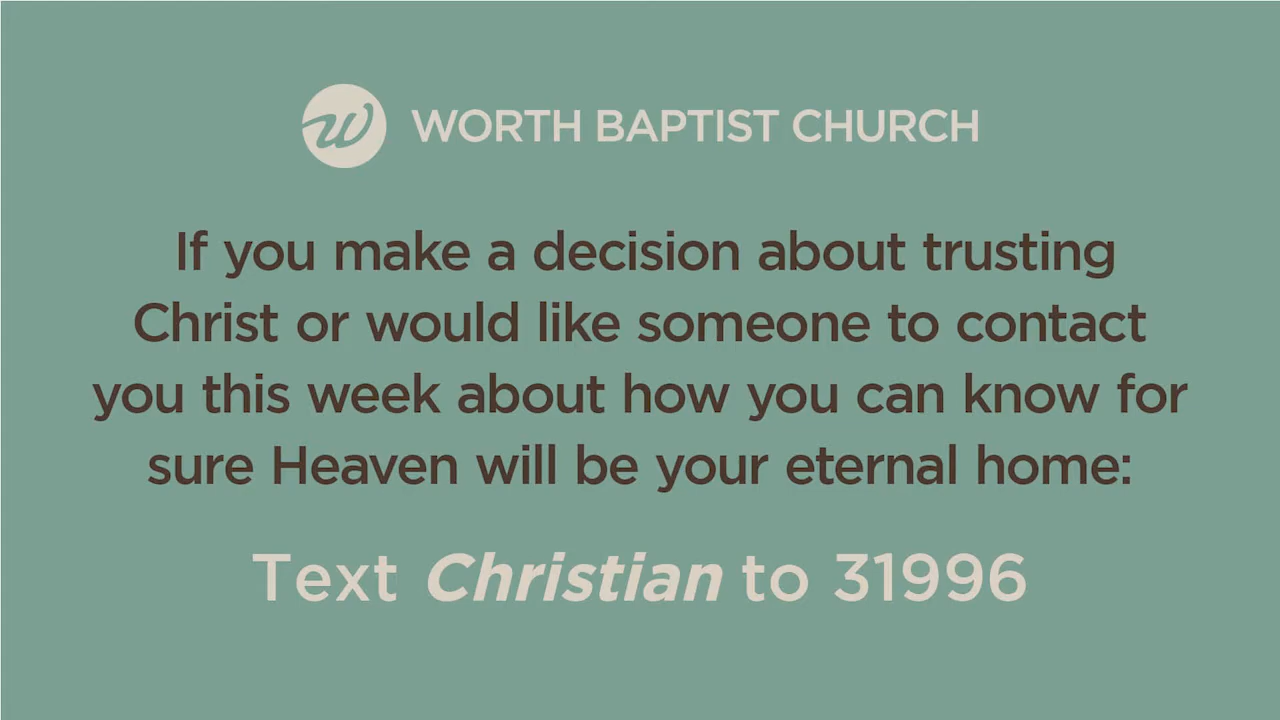 W WORTH BAPTIST CHURCH
If you make a decision about trusting
Christ or would like someone to contact
you this week about how you can know for
sure Heaven will be your eternal home:
Text Christian to 31996